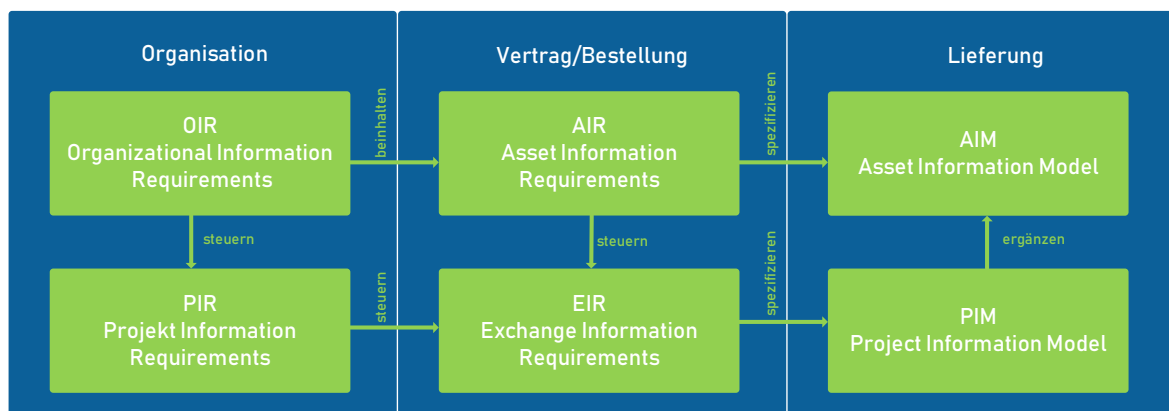 Organisation
Vertrag/Bestellung
Lieferung
OIR
Organizational Information
Requirements
beinhalten
AIR
Asset Information
Requirements
spezifizieren
AIM
Asset Information Model
steuern
steuern
ergänzen
PIR
Projekt Information
Requirements
steuern
EIR
Exchange Information
Requirements
spezifizieren
PIM
Project Information Model